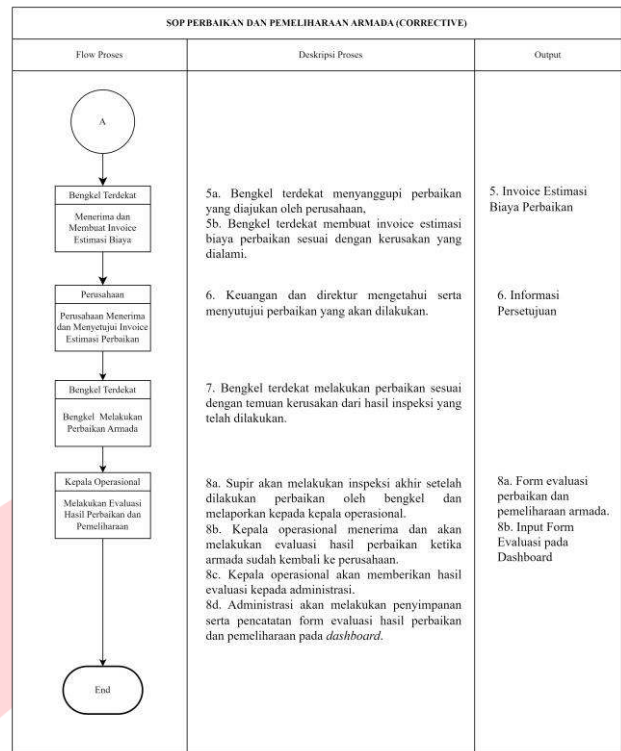 SOP PERBAIKAN DAN PEMELIHARAAN ARMADA (CORRECTIVE)
Flow Proses
Deskripsi Proses
Output
A
Bengkel Terdekat
Menerima dan
Membuat Invoice
Estimasi Biaya
5a. Bengkel terdekat menyanggupi perbaikan
yang diajukan oleh perusahaan,
5b. Bengkel terdekat membuat invoice estimasi
biaya perbaikan sesuai dengan kerusakan yang
dialami.
5. Invoice Estimasi
Biaya Perbaikan
Perusahaan
Perusahaan Menerima
dan Menyetujui Invoice
Estimasi Perbaikan
6. Keuangan dan direktur mengetahui serta
menyutujui perbaikan yang akan dilakukan.
6. Informasi
Persetujuan
Bengkel Terdekat
Bengkel Melakukan
Perbaikan Armada
7. Bengkel terdekat melakukan perbaikan sesuai
dengan temuan kerusakan dari hasil inspeksi yang
telah dilakukan.
Kepala Operasional
Melakukan Evaluasi
Hasil Perbaikan dan
Pemeliharaan
8a. Supir akan melakukan inspeksi akhir setelah
dilakukan perbaikan oleh bengkel dan
melaporkan kepada kepala operasional.
8b. Kepala operasional menerima dan akan
melakukan evaluasi hasil perbaikan ketika
armada sudah kembali ke perusahaan.
8c. Kepala operasional akan memberikan hasil
evaluasi kepada administrasi.
8d. Administrasi akan melakukan penyimpanan
serta pencatatan form evaluasi hasil perbaikan
dan pemeliharaan pada dashboard.
8a. Form evaluasi
perbaikan dan
pemeliharaan armada.
8b. Input Form
Evaluasi pada
Dashboard
End